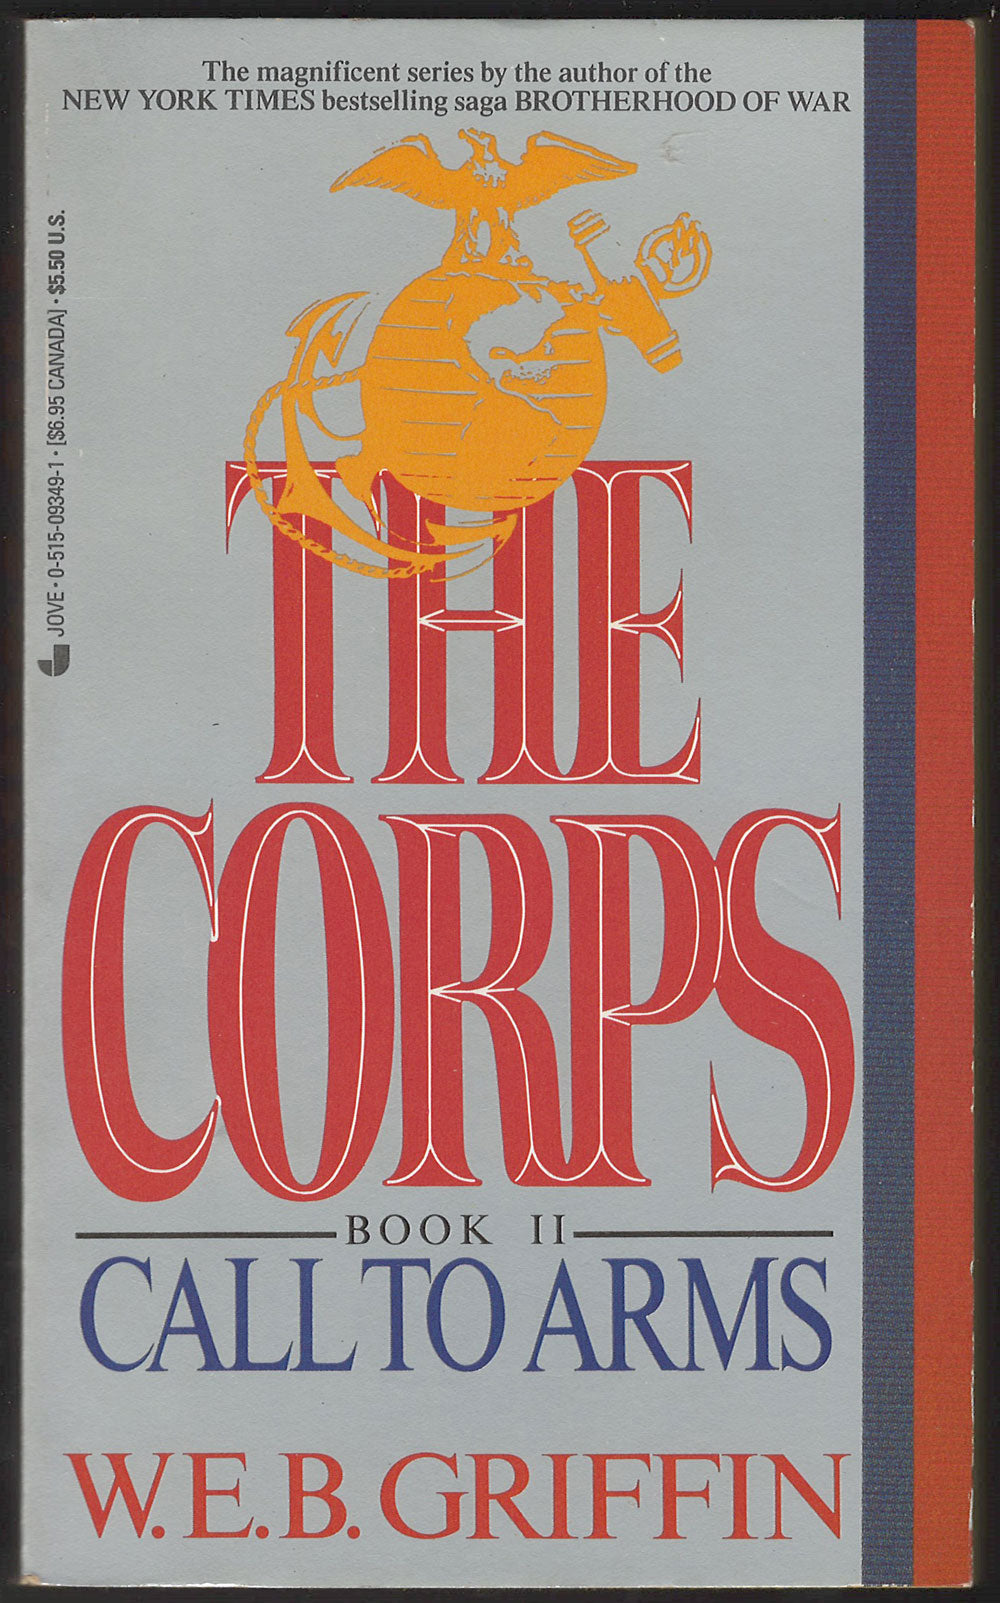 The magnificent series by the author of the
NEW YORK TIMES bestselling saga BROTHERHOOD OF WAR
JOVE • 0-515-09349-1 • [$6.95 CANADA] • $5.50 U.S.
THE
CORPS
BOOK II
CALL TO ARMS
W.E.B. GRIFFIN